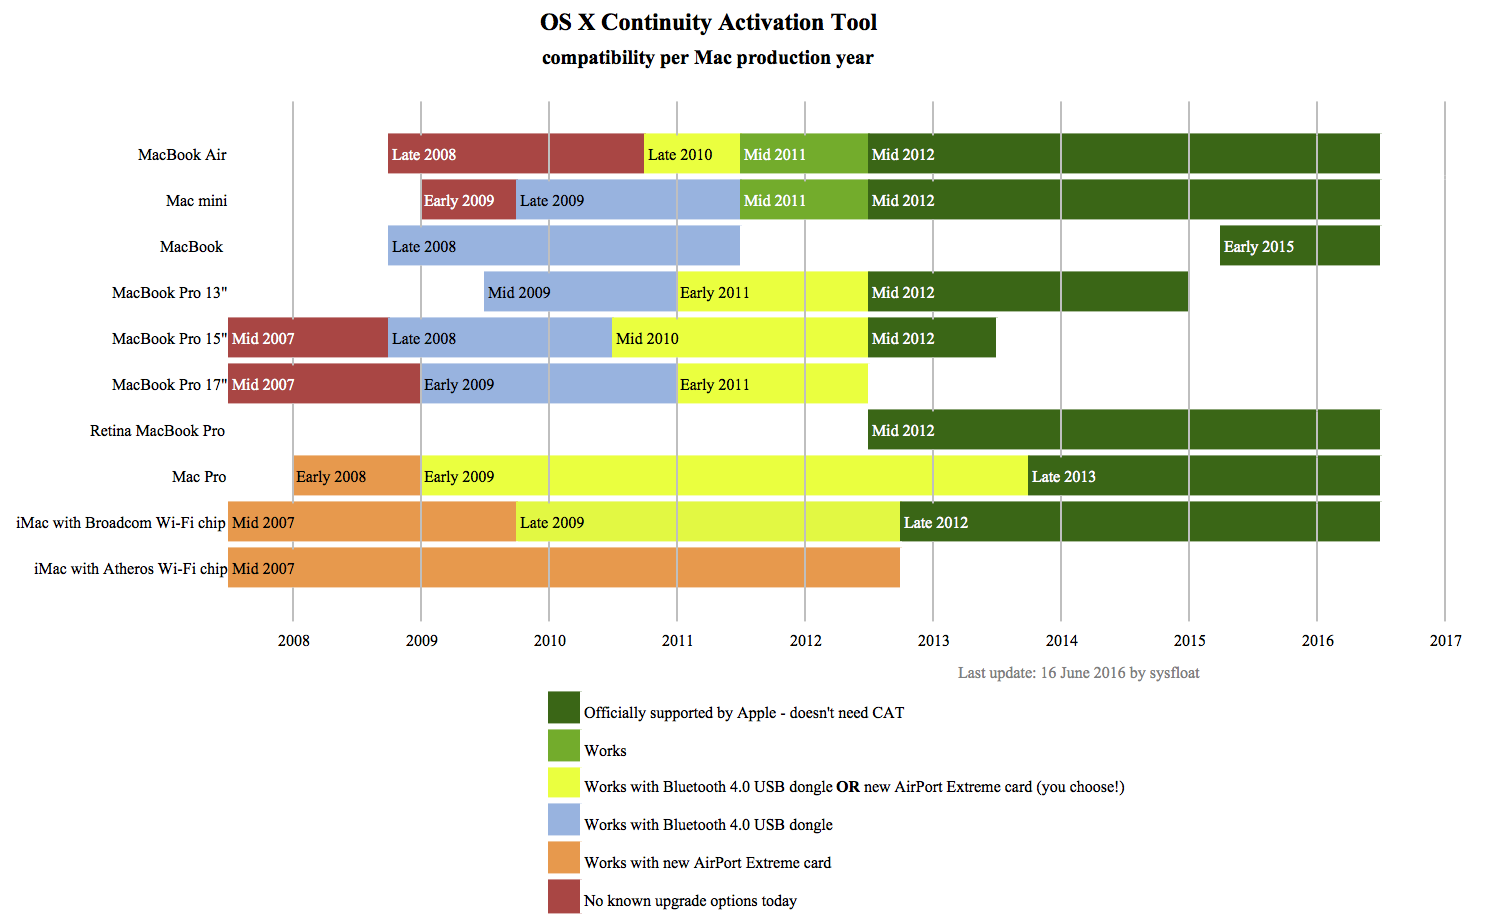 OS X Continuity Activation Tool
compatibility per Mac production year
MacBook Air Late 2008 Late 2010 Mid 2011 Mid 2012
Mac mini Early 2009 Late 2009 Mid 2011 Mid 2012
MacBook Late 2008 Early 2015
MacBook Pro 13" Mid 2009 Early 2011 Mid 2012
MacBook Pro 15" Mid 2007 Late 2008 Mid 2010 Mid 2012
MacBook Pro 17" Mid 2007 Early 2009 Early 2011
Retina MacBook Pro Mid 2012
Mac Pro Early 2008 Early 2009 Late 2013
iMac with Broadcom Wi-Fi chip Mid 2007 Late 2009 Late 2012
iMac with Atheros Wi-Fi chip Mid 2007
2008 2009 2010 2011 2012 2013 2014 2015 2016 2017
Last update: 16 June 2016 by sysfloat
Officially supported by Apple - doesn't need CAT
Works
Works with Bluetooth 4.0 USB dongle OR new AirPort Extreme card (you choose!)
Works with Bluetooth 4.0 USB dongle
Works with new AirPort Extreme card
No known upgrade options today